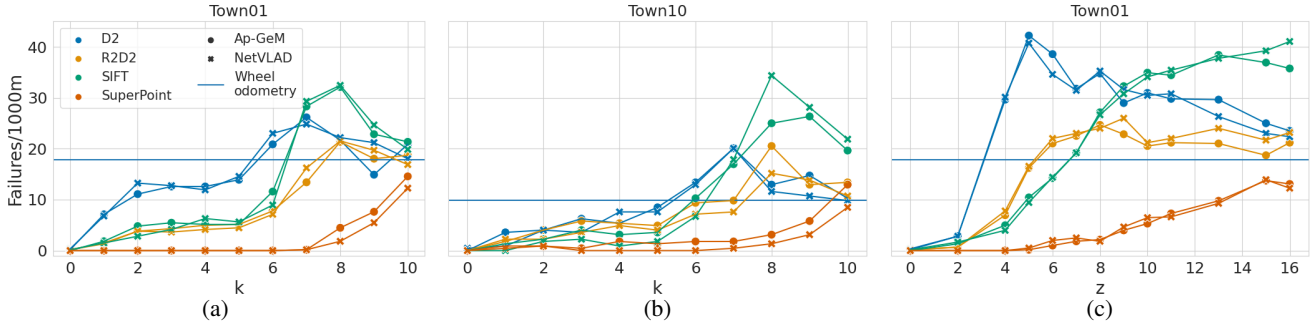 Town01
Town10
Town01
Failures/1000m
40
30
20
10
0
D2
R2D2
SIFT
SuperPoint
Ap-GeM
NetVLAD
Wheel
odometry
0 2 4 6 8 10
0 2 4 6 8 10
0 2 4 6 8 10 12 14 16
k
k
z
(a)
(b)
(c)